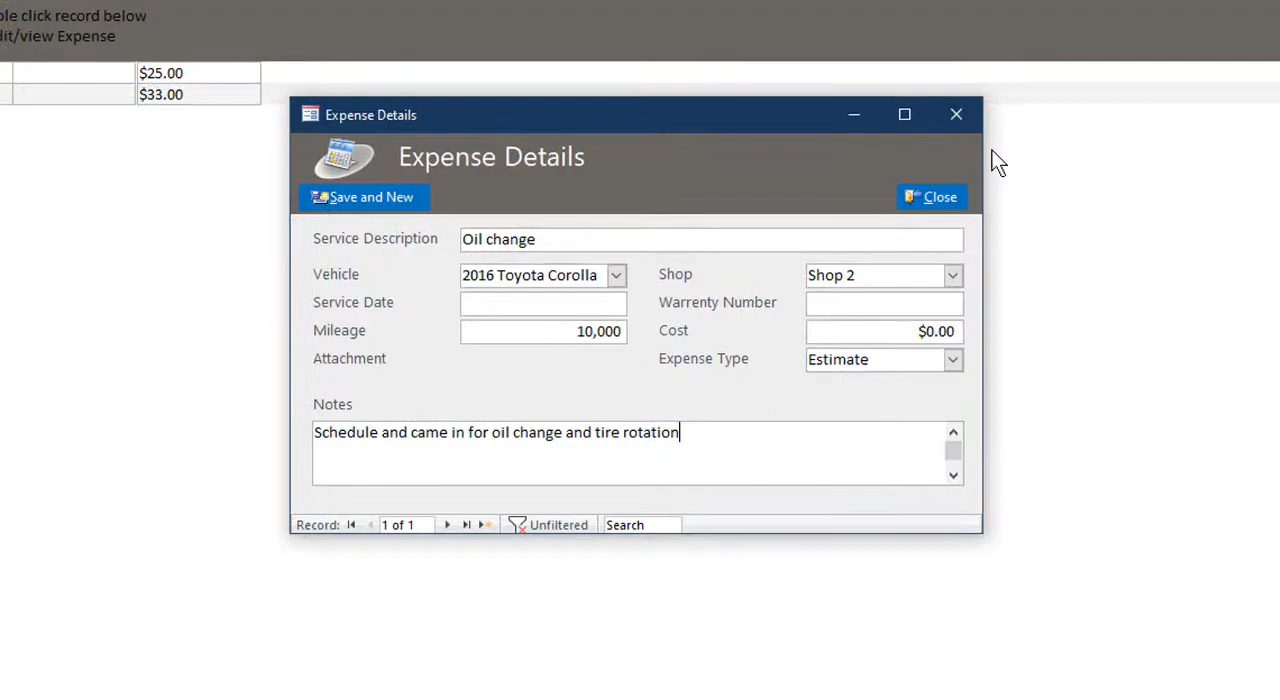 ble click record below
dit/view Expense
$25.00
$33.00
Expense Details
Expense Details
Save and New
Close
Service Description
Oil change
Vehicle
2016 Toyota Corolla
Shop
Shop 2
Service Date
Warrenty Number
Mileage
10,000
Cost
$0.00
Attachment
Expense Type
Estimate
Notes
Schedule and came in for oil change and tire rotation
Record:
1 of 1
Unfiltered
Search